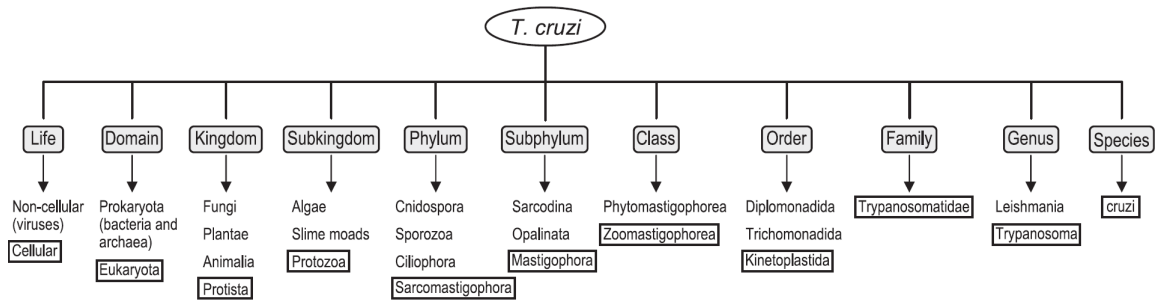 T. cruzi
Life
Domain
Kingdom
Subkingdom
Phylum
Subphylum
Class
Order
Family
Genus
Species
Non-cellular
(viruses)
Cellular
Prokaryota
(bacteria and
archaea)
Eukaryota
Fungi
Plantae
Animalia
Protista
Algae
Slime moads
Protozoa
Cnidospora
Sporozoa
Ciliophora
Sarcomastigophora
Sarcodina
Opalinata
Mastigophora
Phytomastigophorea
Zoomastigophorea
Diplomonadida
Trichomonadida
Kinetoplastida
Trypanosomatidae
Leishmania
Trypanosoma
cruzi